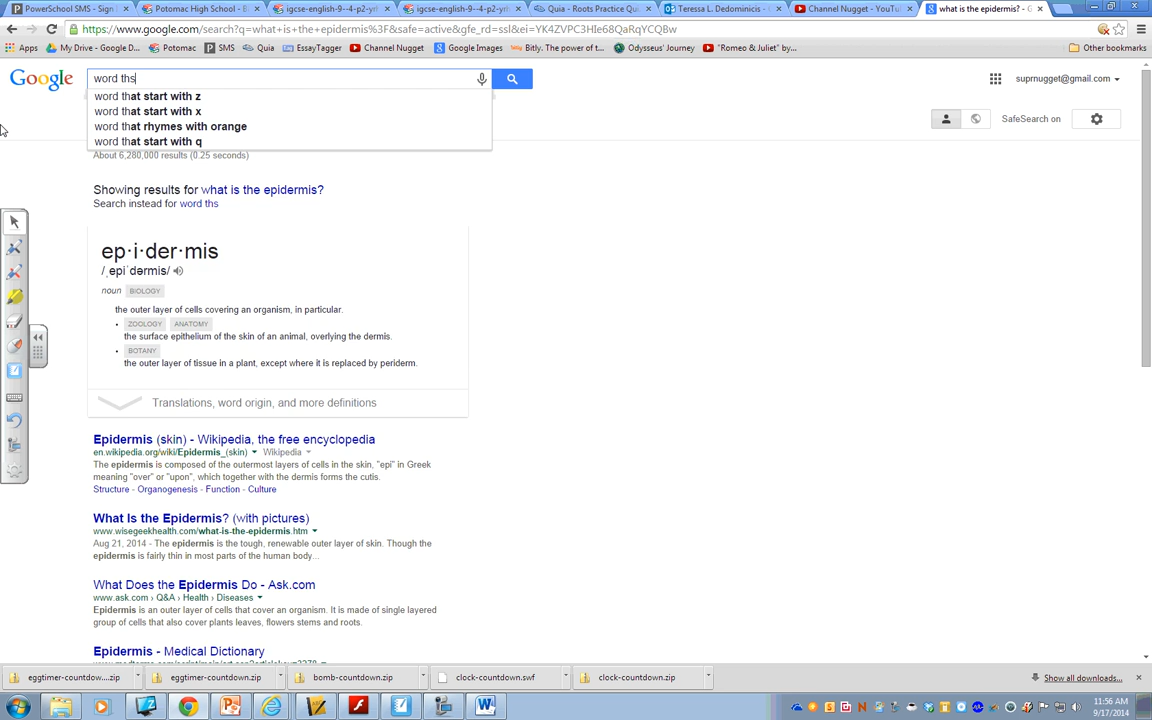 PowerSchool SMS - Sign
Potomac High School - B
igcse-english-9--4-p2-yrl
igcse-english-9--4-p2-yrl
Quia - Roots Practice Qu
Teressa L. Dedominicis - O
Channel Nugget - YouTu
what is the epidermis? - G
https://www.google.com/search?q=what+is+the+epidermis%3F&safe=active&gfe_rd=ssl&ei=YK4ZVPC3HIe68QaRqYCQBw
Apps My Drive - Google D... Potomac SMS Quia EssayTagger Channel Nugget Google Images Bitly. The power of t... Odysseus' Journey "Romeo & Juliet" by... Other bookmarks
Google word ths suprnugget@gmail.com
word that start with z
word that start with x
word that rhymes with orange
word that start with q
SafeSearch on
About 6,280,000 results (0.25 seconds)
Showing results for what is the epidermis?
Search instead for word ths
ep·i·der·mis
/ˌepiˈdərmis/
noun BIOLOGY
the outer layer of cells covering an organism, in particular.
• ZOOLOGY ANATOMY
the surface epithelium of the skin of an animal, overlying the dermis.
• BOTANY
the outer layer of tissue in a plant, except where it is replaced by periderm.
Translations, word origin, and more definitions
Epidermis (skin) - Wikipedia, the free encyclopedia
en.wikipedia.org/wiki/Epidermis_(skin) Wikipedia
The epidermis is composed of the outermost layers of cells in the skin, "epi" in Greek
meaning "over" or "upon", which together with the dermis forms the cutis.
Structure - Organogenesis - Function - Culture
What Is the Epidermis? (with pictures)
www.wisegeekhealth.com/what-is-the-epidermis.htm
Aug 21, 2014 - The epidermis is the tough, renewable outer layer of skin. Though the
epidermis is fairly thin in most parts of the human body...
What Does the Epidermis Do - Ask.com
www.ask.com › Q&A › Health › Diseases
Epidermis is an outer layer of cells that cover an organism. It is made of single layered
group of cells that also cover plants leaves, flowers stems and roots.
Epidermis - Medical Dictionary
eggtimer-countdow....zip eggtimer-countdown.zip bomb-countdown.zip clock-countdown.swf clock-countdown.zip Show all downloads...
11:56 AM
9/17/2014